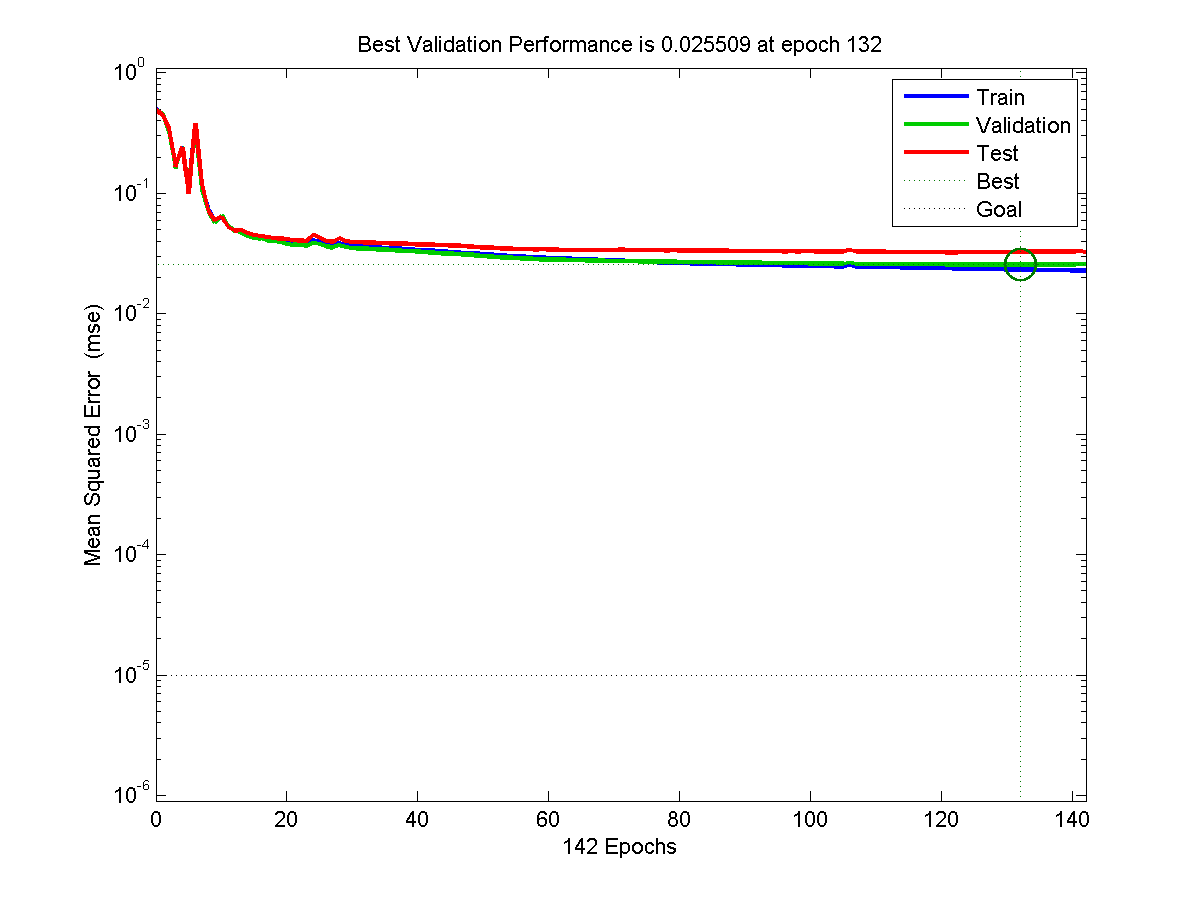 Best Validation Performance is 0.025509 at epoch 132
10^0
10^-1
10^-2
10^-3
10^-4
10^-5
10^-6
Mean Squared Error (mse)
Train
Validation
Test
Best
Goal
0 20 40 60 80 100 120 140
142 Epochs